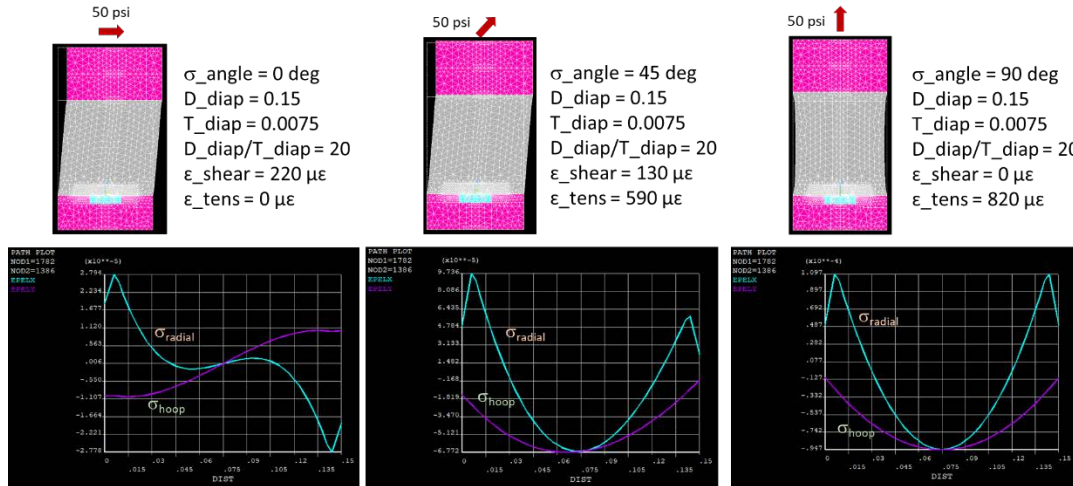 50 psi
σ_angle = 0 deg
D_diap = 0.15
T_diap = 0.0075
D_diap/T_diap = 20
ε_shear = 220 με
ε_tens = 0 με
50 psi
σ_angle = 45 deg
D_diap = 0.15
T_diap = 0.0075
D_diap/T_diap = 20
ε_shear = 130 με
ε_tens = 590 με
50 psi
σ_angle = 90 deg
D_diap = 0.15
T_diap = 0.0075
D_diap/T_diap = 20
ε_shear = 0 με
ε_tens = 820 με
PATH PLOT
NOD1=1782
NOD2=1386
EPELX
EPELY
(x10**-5)
2.794
2.234
1.677
1.120
.563
.006
-.550
-1.107
-1.664
-2.221
-2.778
σradial
σhoop
0 .03 .06 .09 .12 .15
.015 .045 .075 .105 .135
DIST
PATH PLOT
NOD1=1782
NOD2=1386
EPELX
EPELY
(x10**-5)
9.736
8.086
6.435
4.784
3.133
1.482
-.168
-1.819
-3.470
-5.121
-6.772
σradial
σhoop
0 .03 .06 .09 .12 .15
.015 .045 .075 .105 .135
DIST
PATH PLOT
NOD1=1782
NOD2=1386
EPELX
EPELY
(x10**-4)
1.097
.892
.687
.487
.282
.077
-.127
-.332
-.537
-.742
-.947
σradial
σhoop
0 .03 .06 .09 .12 .15
.015 .045 .075 .105 .135
DIST